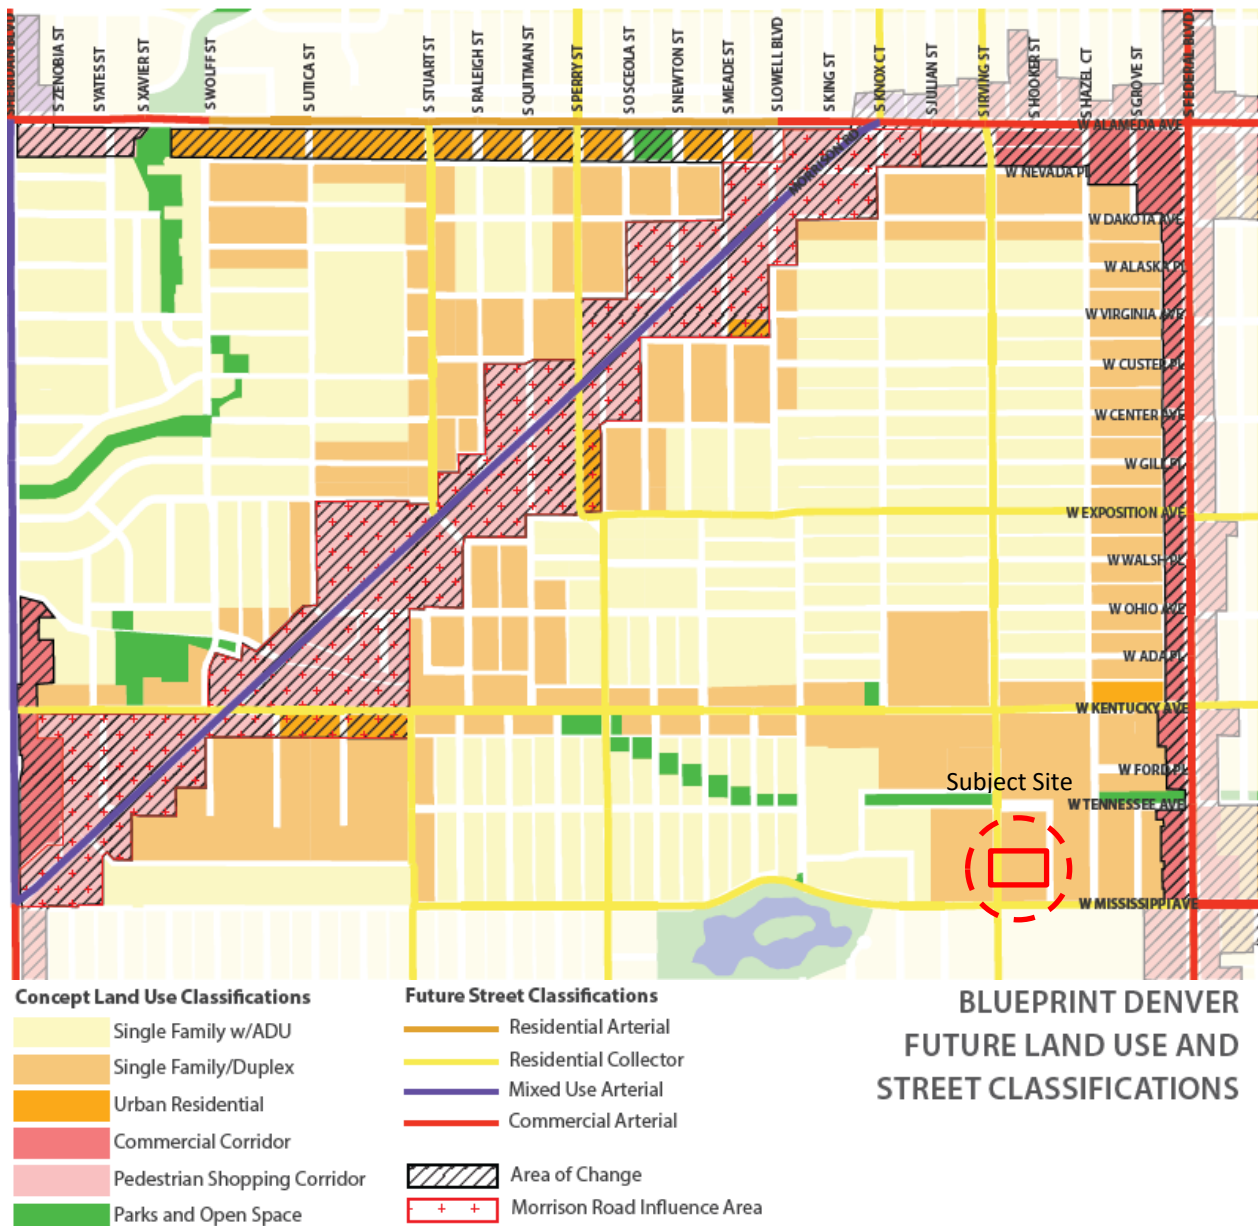 SHERIDAN BLVD
S ZENOBIA ST
S YATES ST
S XAVIER ST
S WOLFF ST
S UTICA ST
S STUART ST
S RALEIGH ST
S QUITMAN ST
S PERRY ST
S OSCEOLA ST
S NEWTON ST
S MEADE ST
S LOWELL BLVD
S KING ST
S KNOX CT
S JULIAN ST
S IRVING ST
S HOOKER ST
S HAZEL CT
S GROVE ST
S FEDERAL BLVD
W ALAMEDA AVE
MORRISON RD
W NEVADA PL
W DAKOTA AVE
W ALASKA PL
W VIRGINIA AVE
W CUSTER PL
W CENTER AVE
W GILL PL
W EXPOSITION AVE
W WALSH PL
W OHIO AVE
W ADA PL
W KENTUCKY AVE
W FORD PL
Subject Site
W TENNESSEE AVE
W MISSISSIPPI AVE
Concept Land Use Classifications
Single Family w/ADU
Single Family/Duplex
Urban Residential
Commercial Corridor
Pedestrian Shopping Corridor
Parks and Open Space
Future Street Classifications
Residential Arterial
Residential Collector
Mixed Use Arterial
Commercial Arterial
Area of Change
Morrison Road Influence Area
BLUEPRINT DENVER
FUTURE LAND USE AND
STREET CLASSIFICATIONS